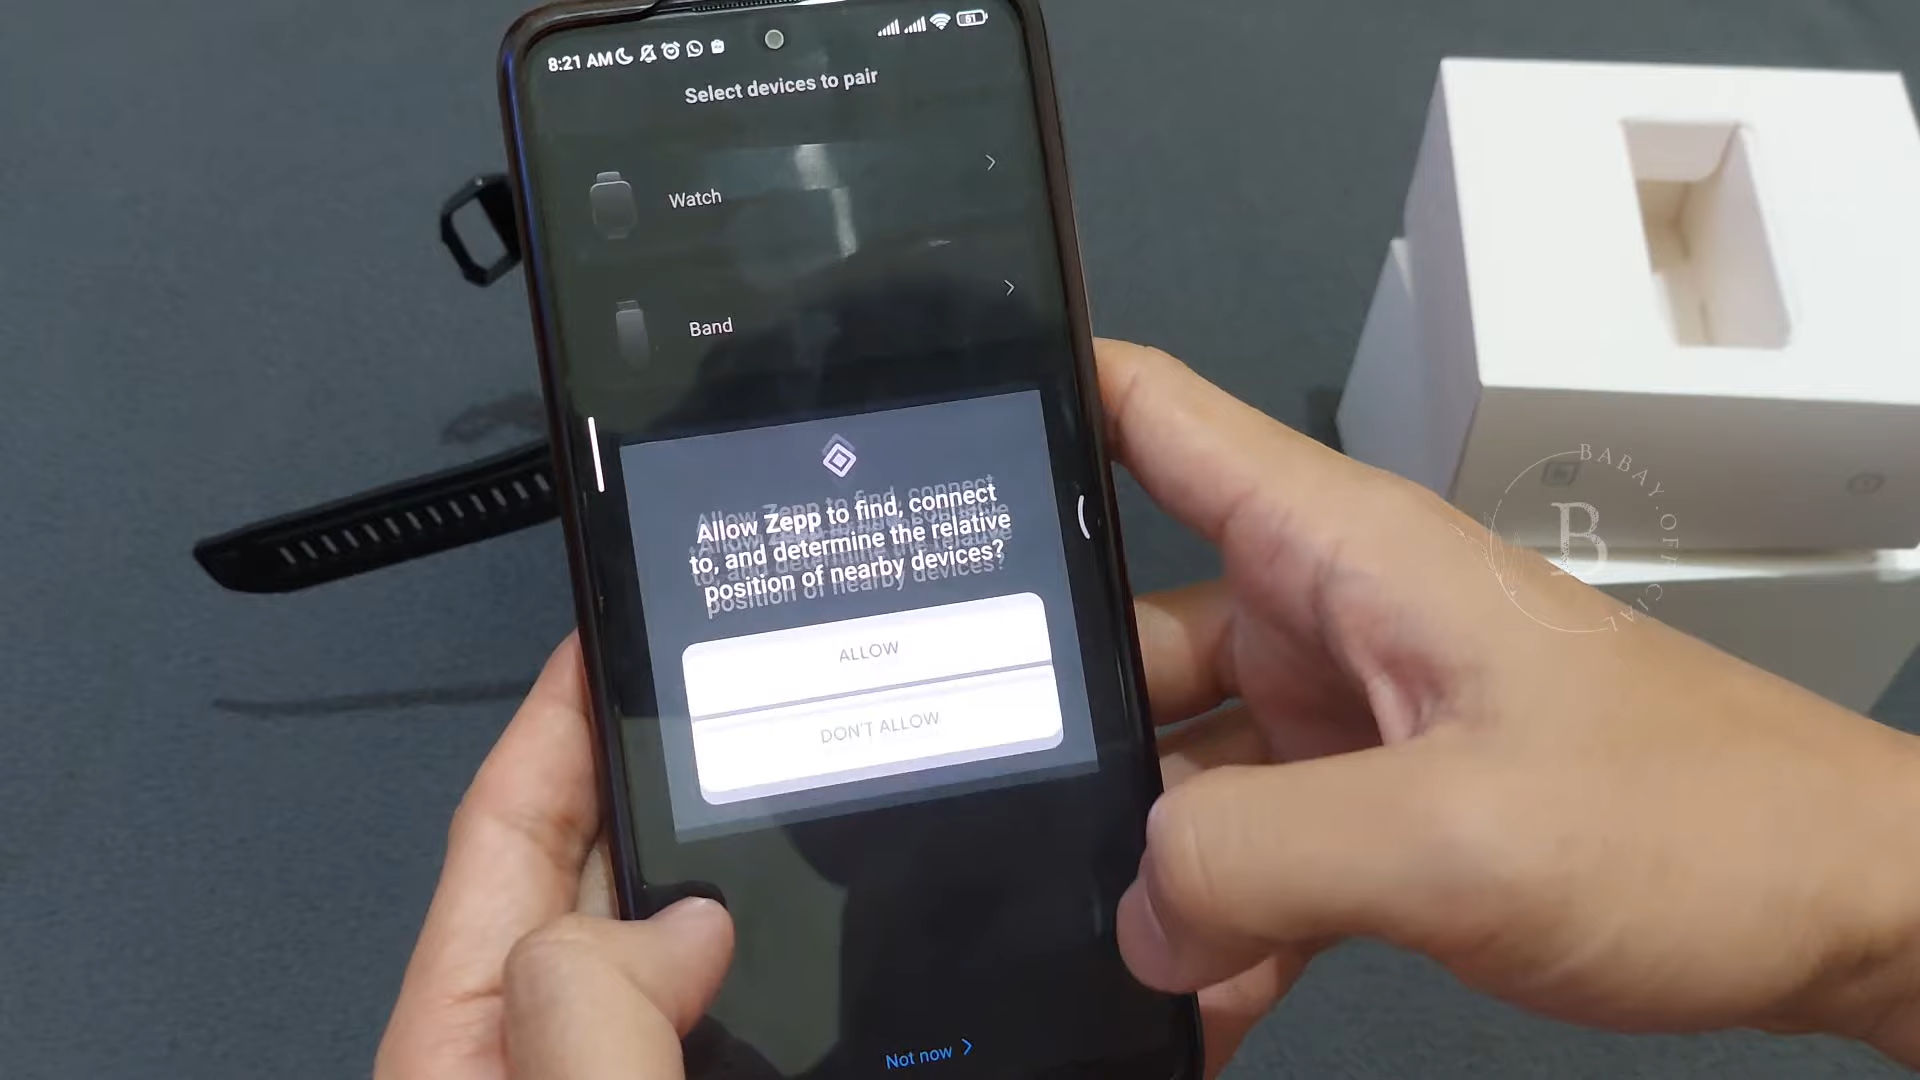 8:21 AM
51
Select devices to pair
Watch
Band
Allow Zepp to find, connect
to, and determine the relative
position of nearby devices?
ALLOW
DON'T ALLOW
Not now
BABAY.OFFICIAL
B